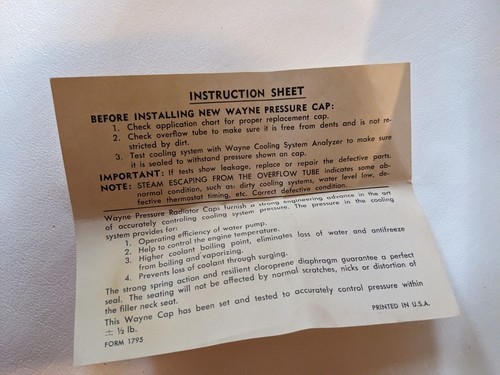 INSTRUCTION SHEET
BEFORE INSTALLING NEW WAYNE PRESSURE CAP:
1. Check application chart for proper replacement cap.
2. Check overflow tube to make sure it is free from dents and is not re-
stricted by dirt.
3. Test cooling system with Wayne Cooling System Analyzer to make sure
it is sealed to withstand pressure shown on cap.
IMPORTANT: If tests show leakage, replace or repair the defective parts.
NOTE: STEAM ESCAPING FROM THE OVERFLOW TUBE indicates some ab-
normal condition, such as: dirty cooling systems, water level low, de-
fective thermostat timing, etc. Correct defective condition.
Wayne Pressure Radiator Caps furnish a strong engineering advance in the art
of accurately controling cooling system pressure. The pressure in the cooling
system provides for:
1. Operating efficiency of water pump.
2. Help to control the engine temperature.
3. Higher coolant boiling point, eliminates loss of water and antifreeze
from boiling and vaporizing.
4. Prevents loss of coolant through surging.
The strong spring action and resilient cloroprene diaphragm guarantee a perfect
seal. The seating will not be affected by normal scratches, nicks or distortion of
the filler neck seat.
This Wayne Cap has been set and tested to accurately control pressure within
± ½ lb.
FORM 1795
PRINTED IN U.S.A.